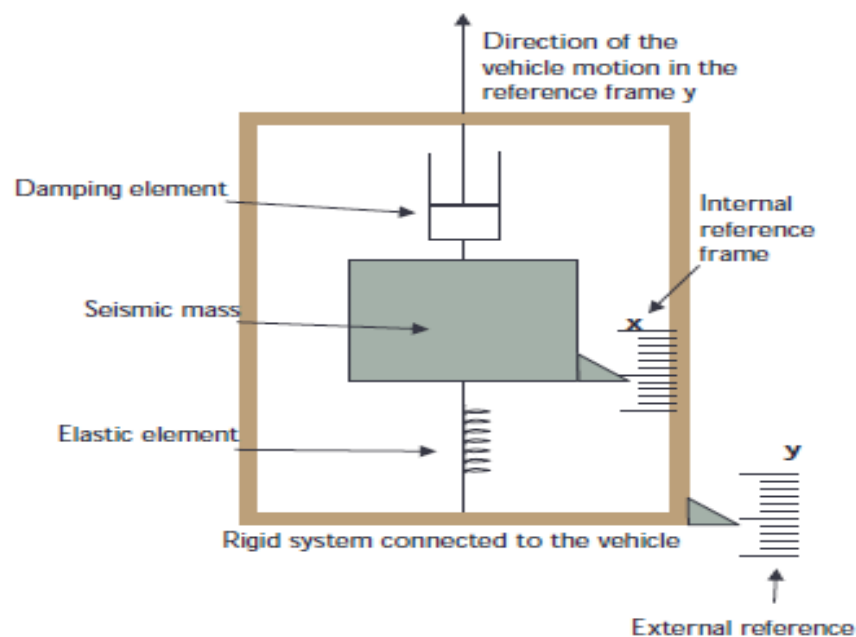 Direction of the
vehicle motion in the
reference frame y
Damping element
Internal
reference
frame
Seismic mass
x
Elastic element
y
Rigid system connected to the vehicle
External reference